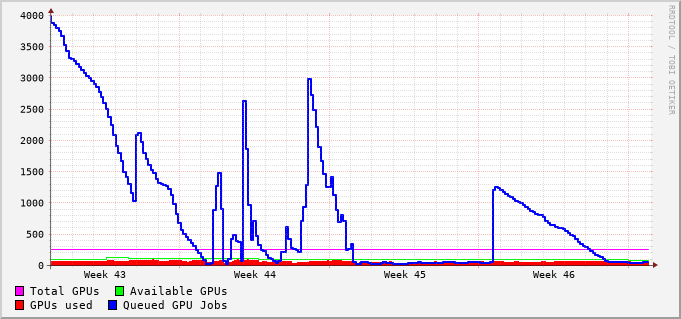 4000
3500
3000
2500
2000
1500
1000
500
0
Week 43 Week 44 Week 45 Week 46
Total GPUs Available GPUs
GPUs used Queued GPU Jobs
RRDTOOL / TOBI OETIKER